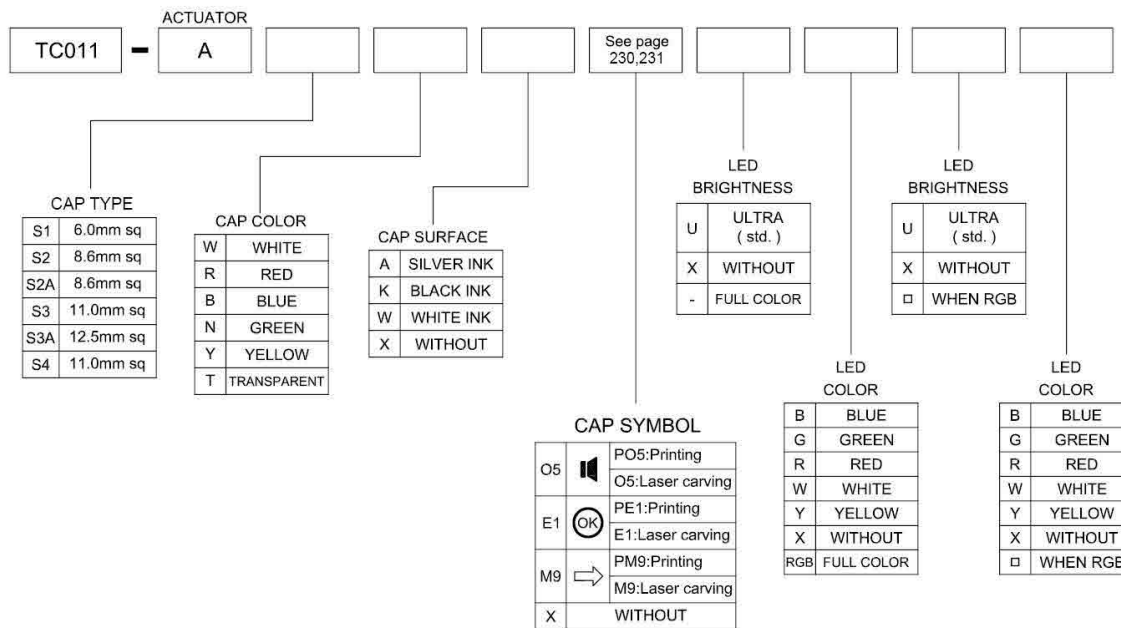 ACTUATOR
TC011 - A
See page
230,231
CAP TYPE
S1 6.0mm sq
S2 8.6mm sq
S2A 8.6mm sq
S3 11.0mm sq
S3A 12.5mm sq
S4 11.0mm sq
CAP COLOR
W WHITE
R RED
B BLUE
N GREEN
Y YELLOW
T TRANSPARENT
CAP SURFACE
A SILVER INK
K BLACK INK
W WHITE INK
X WITHOUT
CAP SYMBOL
O5 PO5:Printing
O5:Laser carving
E1 OK PE1:Printing
E1:Laser carving
M9 PM9:Printing
M9:Laser carving
X WITHOUT
LED
BRIGHTNESS
U ULTRA
( std. )
X WITHOUT
- FULL COLOR
LED
COLOR
B BLUE
G GREEN
R RED
W WHITE
Y YELLOW
X WITHOUT
RGB FULL COLOR
LED
BRIGHTNESS
U ULTRA
( std. )
X WITHOUT
□ WHEN RGB
LED
COLOR
B BLUE
G GREEN
R RED
W WHITE
Y YELLOW
X WITHOUT
□ WHEN RGB